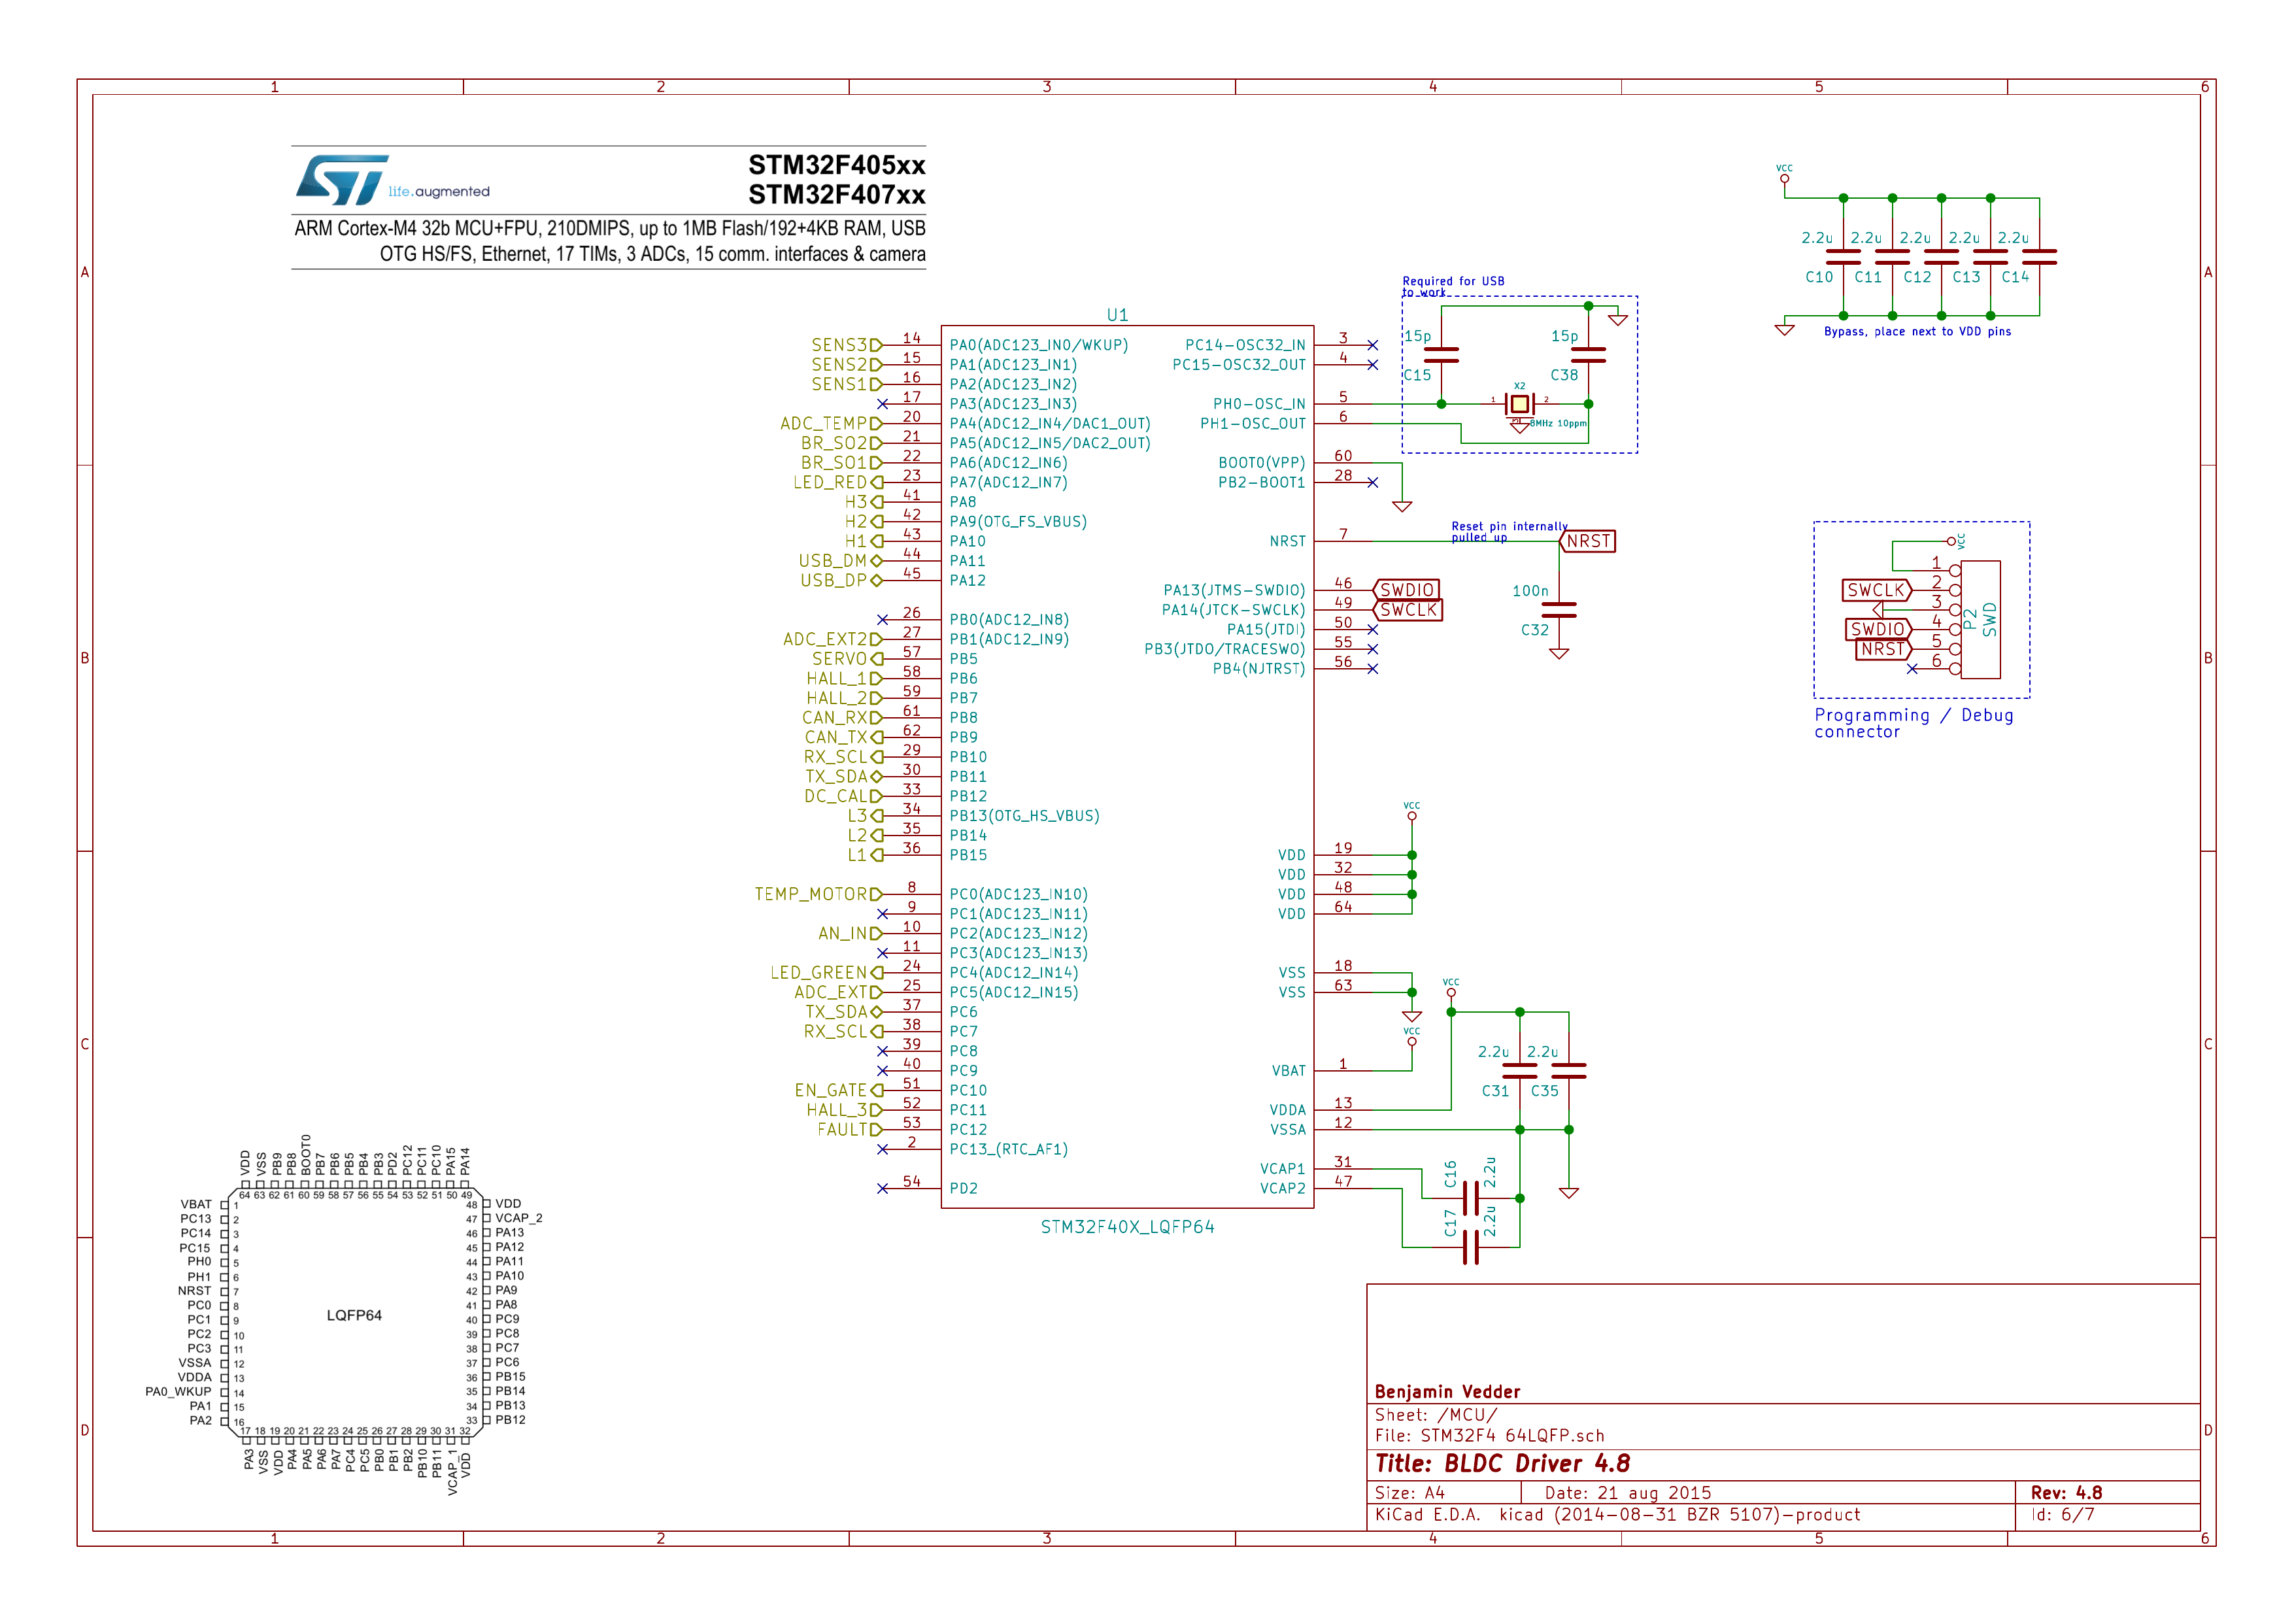 1 2 3 4 5 6
A
B
C
D
A
B
C
D
1 2 3 4 5 6
ST life.augmented
STM32F405xx
STM32F407xx
ARM Cortex-M4 32b MCU+FPU, 210DMIPS, up to 1MB Flash/192+4KB RAM, USB
OTG HS/FS, Ethernet, 17 TIMs, 3 ADCs, 15 comm. interfaces & camera
U1
SENS3 14 PA0(ADC123_IN0/WKUP)
SENS2 15 PA1(ADC123_IN1)
SENS1 16 PA2(ADC123_IN2)
17 PA3(ADC123_IN3)
ADC_TEMP 20 PA4(ADC12_IN4/DAC1_OUT)
BR_SO2 21 PA5(ADC12_IN5/DAC2_OUT)
BR_SO1 22 PA6(ADC12_IN6)
LED_RED 23 PA7(ADC12_IN7)
H3 41 PA8
H2 42 PA9(OTG_FS_VBUS)
H1 43 PA10
USB_DM 44 PA11
USB_DP 45 PA12
26 PB0(ADC12_IN8)
ADC_EXT2 27 PB1(ADC12_IN9)
SERVO 57 PB5
HALL_1 58 PB6
HALL_2 59 PB7
CAN_RX 61 PB8
CAN_TX 62 PB9
RX_SCL 29 PB10
TX_SDA 30 PB11
DC_CAL 33 PB12
L3 34 PB13(OTG_HS_VBUS)
L2 35 PB14
L1 36 PB15
TEMP_MOTOR 8 PC0(ADC123_IN10)
9 PC1(ADC123_IN11)
AN_IN 10 PC2(ADC123_IN12)
11 PC3(ADC123_IN13)
LED_GREEN 24 PC4(ADC12_IN14)
ADC_EXT 25 PC5(ADC12_IN15)
TX_SDA 37 PC6
RX_SCL 38 PC7
39 PC8
40 PC9
EN_GATE 51 PC10
HALL_3 52 PC11
FAULT 53 PC12
2 PC13_(RTC_AF1)
54 PD2
PC14-OSC32_IN 3
PC15-OSC32_OUT 4
PH0-OSC_IN 5
PH1-OSC_OUT 6
BOOT0(VPP) 60
PB2-BOOT1 28
NRST 7
PA13(JTMS-SWDIO) 46 SWDIO
PA14(JTCK-SWCLK) 49 SWCLK
PA15(JTDI) 50
PB3(JTDO/TRACESWO) 55
PB4(NJTRST) 56
VDD 19
VDD 32
VDD 48
VDD 64
VSS 18
VSS 63
VBAT 1
VDDA 13
VSSA 12
VCAP1 31
VCAP2 47
STM32F40X_LQFP64
Required for USB
to work
15p 15p
C15 C38
X2
1 2
8MHz 10ppm
Reset pin internally
pulled up
NRST
100n
C32
VCC
VCC
VCC
2.2u 2.2u
C31 C35
C16 2.2u
C17 2.2u
VCC
2.2u 2.2u 2.2u 2.2u 2.2u
C10 C11 C12 C13 C14
Bypass, place next to VDD pins
VCC
1
SWCLK 2
3
SWDIO 4
NRST 5
6
P2
SWD
Programming / Debug
connector
VDD VSS PB9 PB8 BOOT0 PB7 PB6 PB5 PB4 PB3 PD2 PC12 PC11 PC10 PA15 PA14
64 63 62 61 60 59 58 57 56 55 54 53 52 51 50 49
VBAT 1
PC13 2
PC14 3
PC15 4
PH0 5
PH1 6
NRST 7
PC0 8
PC1 9
PC2 10
PC3 11
VSSA 12
VDDA 13
PA0_WKUP 14
PA1 15
PA2 16
LQFP64
48 VDD
47 VCAP_2
46 PA13
45 PA12
44 PA11
43 PA10
42 PA9
41 PA8
40 PC9
39 PC8
38 PC7
37 PC6
36 PB15
35 PB14
34 PB13
33 PB12
17 18 19 20 21 22 23 24 25 26 27 28 29 30 31 32
PA3 VSS VDD PA4 PA5 PA6 PA7 PC4 PC5 PB0 PB1 PB2 PB10 PB11 VCAP_1 VDD
Benjamin Vedder
Sheet: /MCU/
File: STM32F4 64LQFP.sch
Title: BLDC Driver 4.8
Size: A4 Date: 21 aug 2015 Rev: 4.8
KiCad E.D.A. kicad (2014-08-31 BZR 5107)-product Id: 6/7